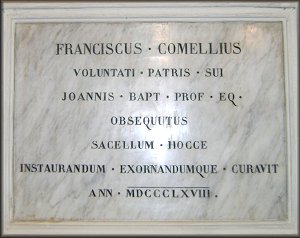 FRANCISCUS · COMELLIUS
VOLUNTATI · PATRIS · SUI
JOANNIS · BAPT · PROF · EQ ·
OBSEQUUTUS
SACELLUM · HOCCE
INSTAURANDUM · EXORNANDUMQUE · CURAVIT
ANN · MDCCCLXVIII .